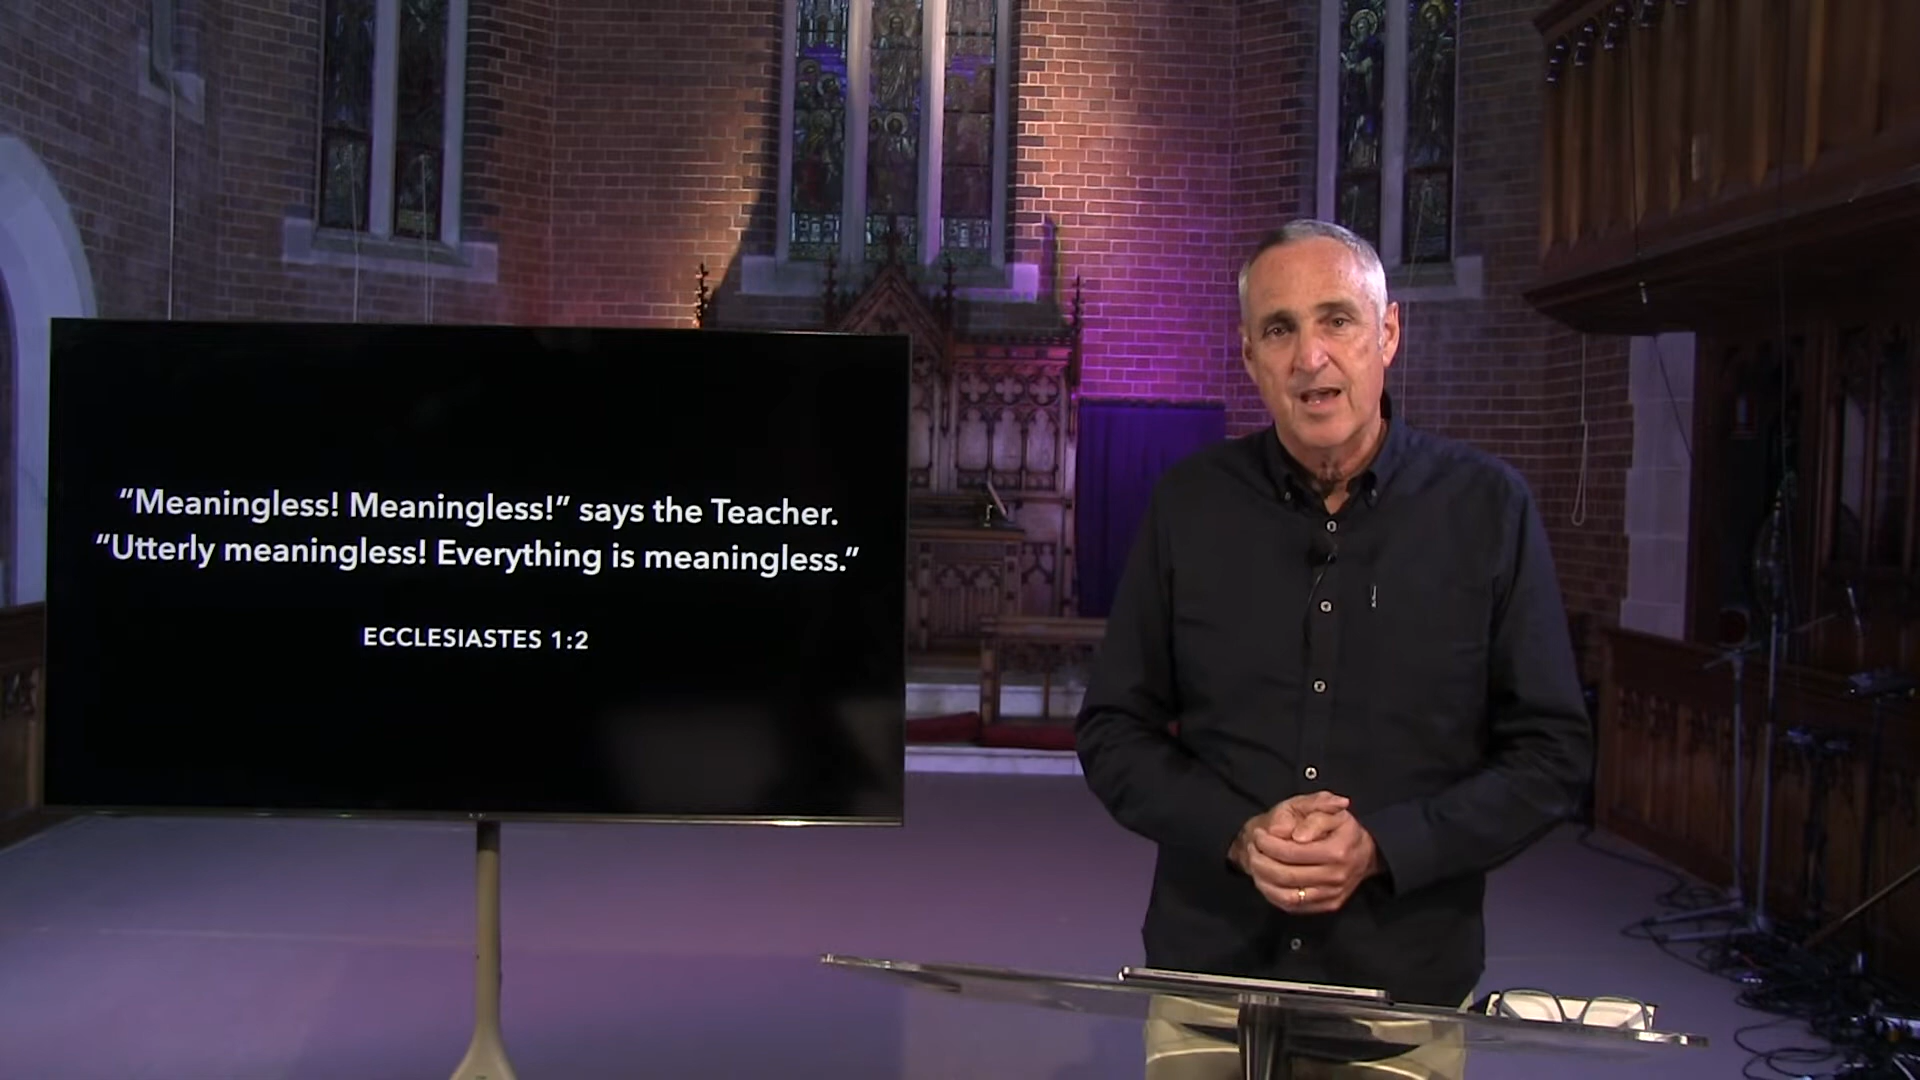 “Meaningless! Meaningless!” says the Teacher.
“Utterly meaningless! Everything is meaningless.”
ECCLESIASTES 1:2